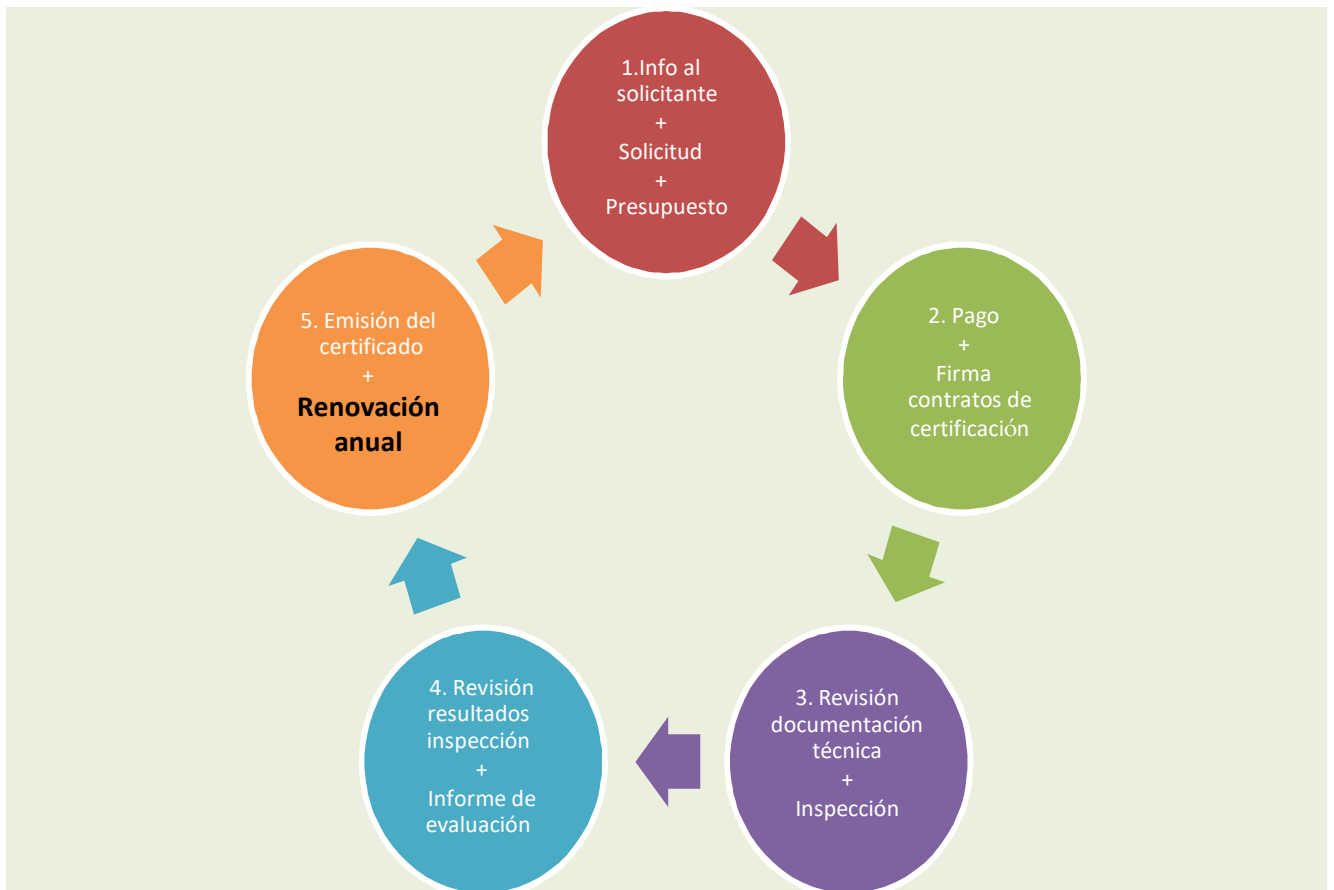 1.Info al
solicitante
+
Solicitud
+
Presupuesto
2. Pago
+
Firma
contratos de
certificación
3. Revisión
documentación
técnica
+
Inspección
4. Revisión
resultados
inspección
+
Informe de
evaluación
5. Emisión del
certificado
+
Renovación
anual